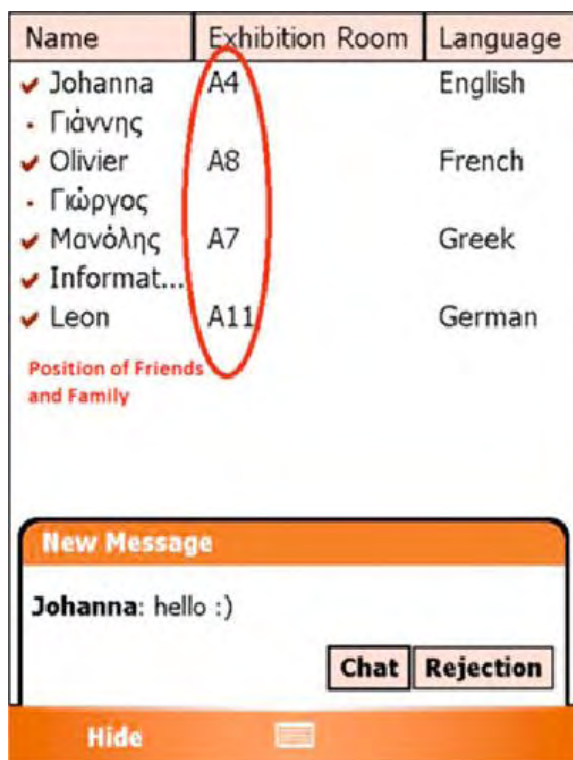 Name Exhibition Room Language
Johanna A4 English
Γιάννης
Olivier A8 French
Γιώργος
Μανόλης A7 Greek
Informat...
Leon A11 German
Position of Friends
and Family
New Message
Johanna: hello :)
Chat Rejection
Hide